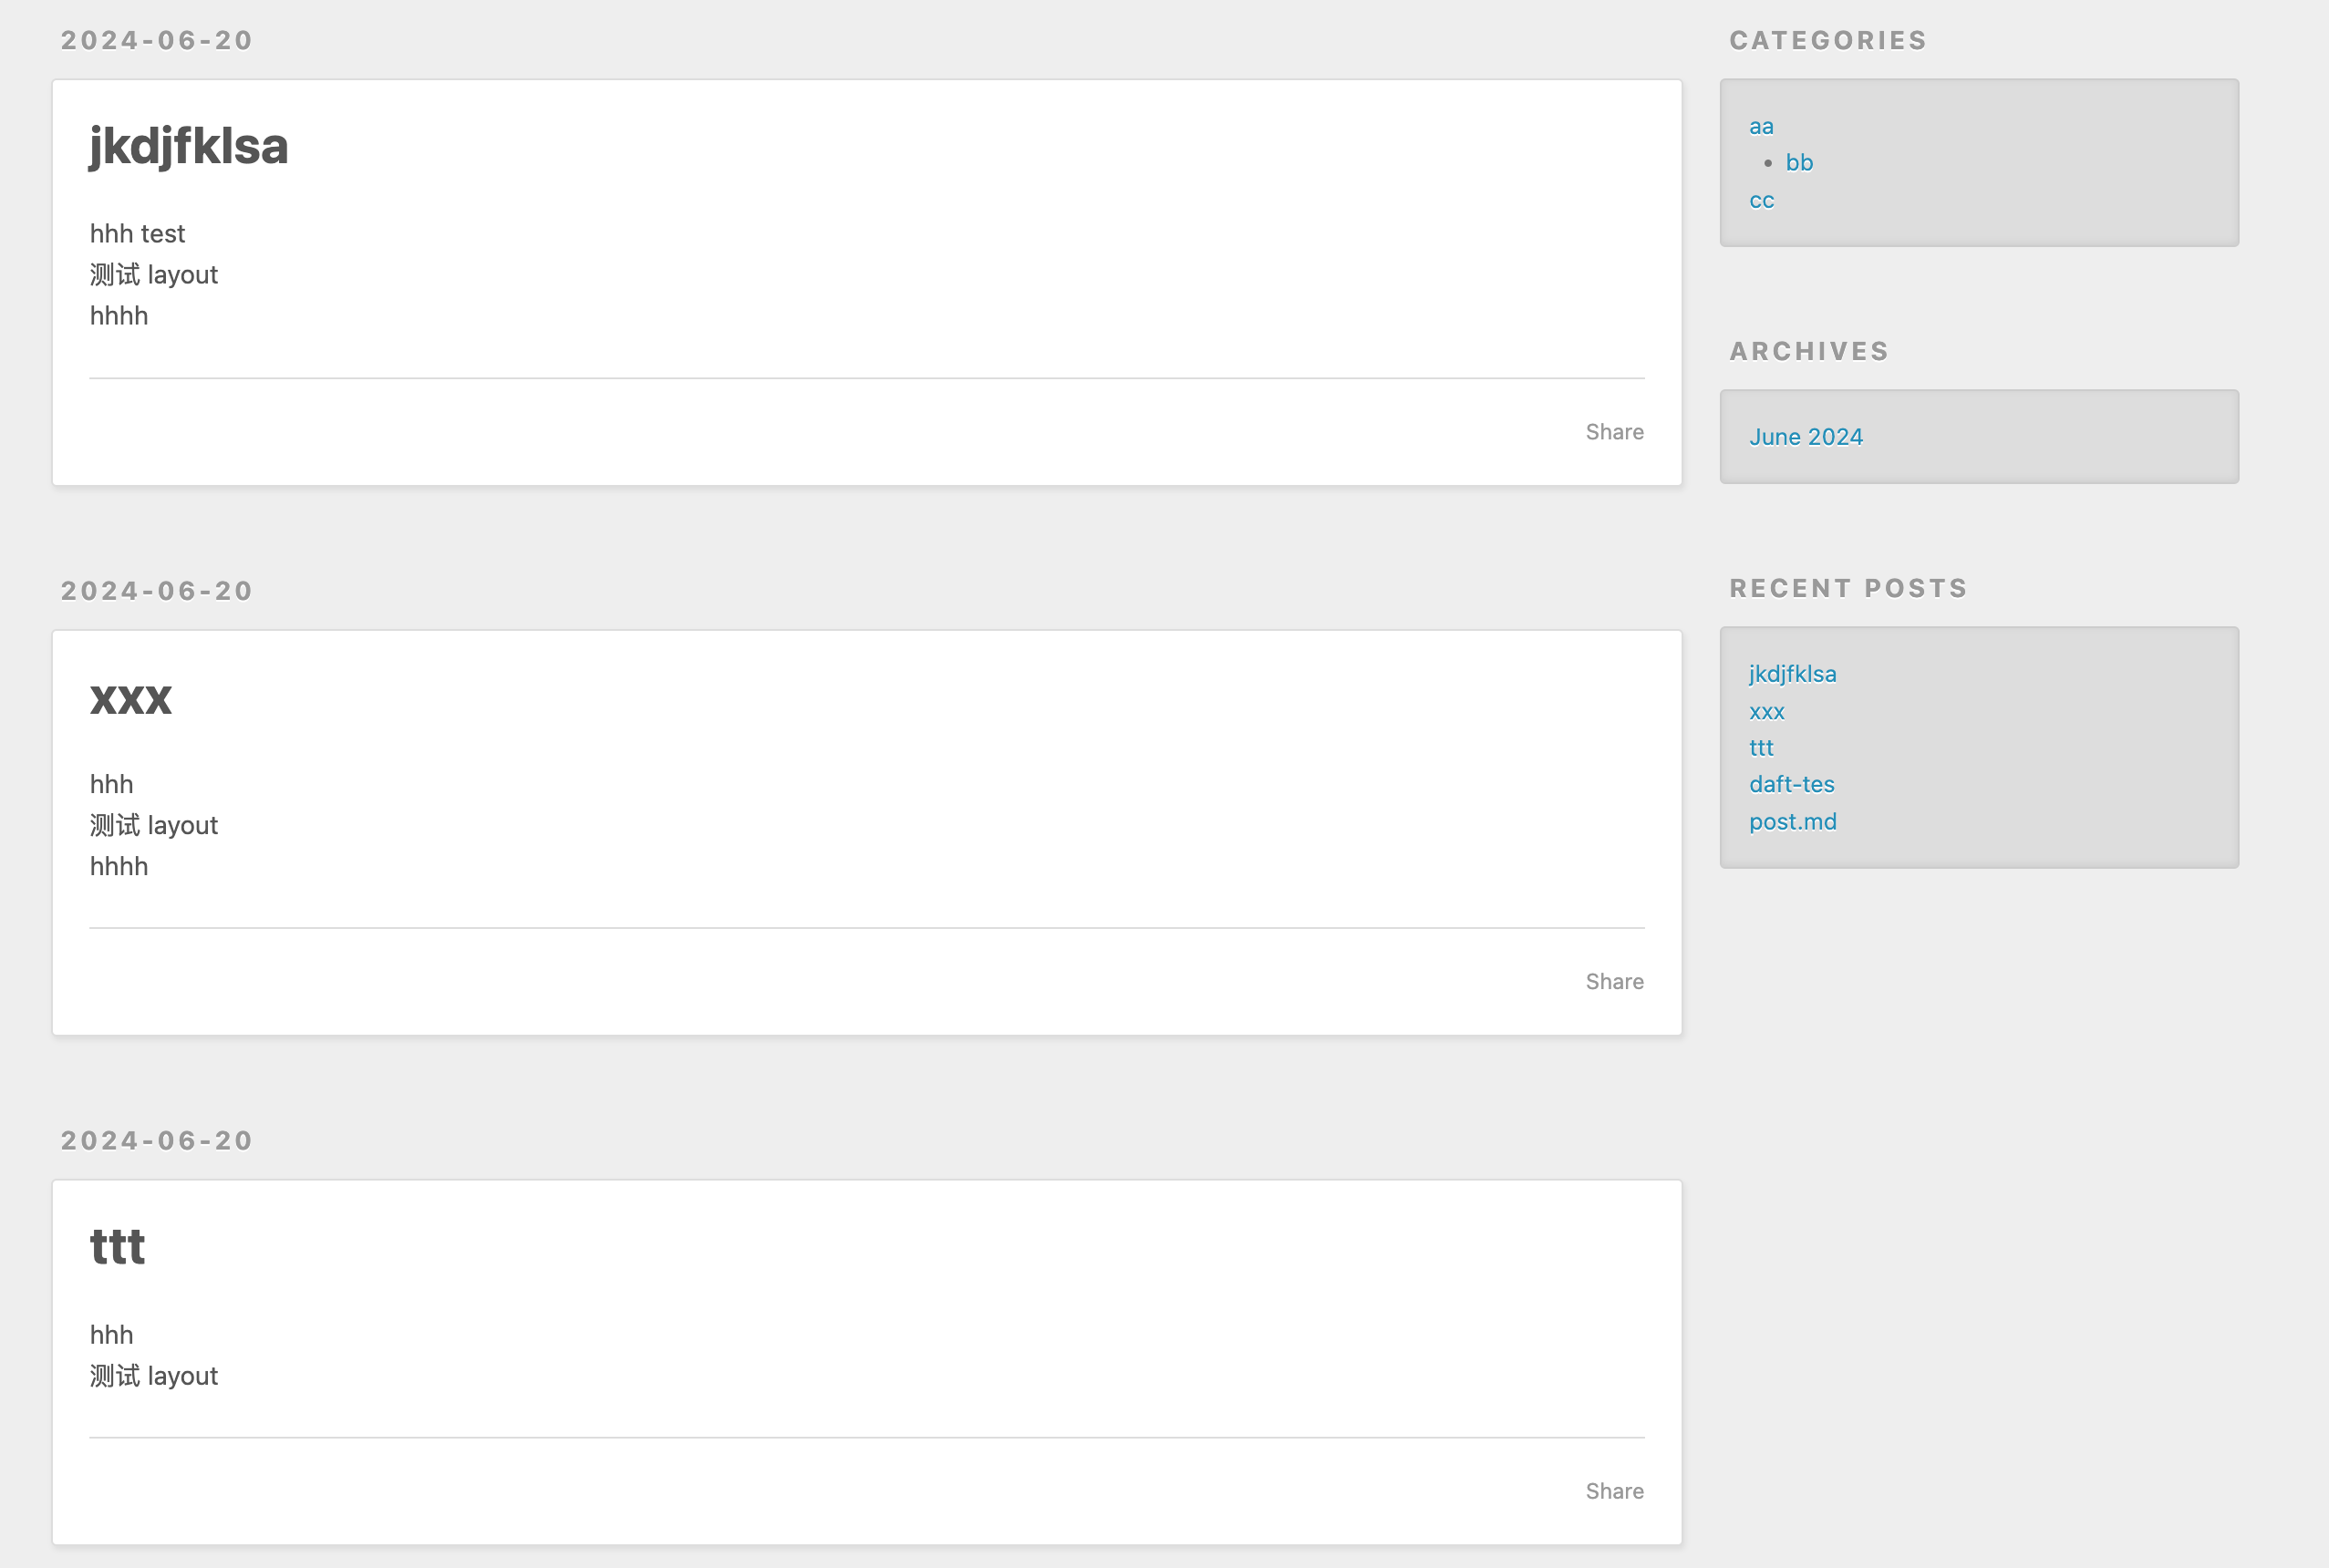 2024-06-20
jkdjfklsa
hhh test
测试 layout
hhhh
Share
2024-06-20
xxx
hhh
测试 layout
hhhh
Share
2024-06-20
ttt
hhh
测试 layout
Share
CATEGORIES
aa
• bb
cc
ARCHIVES
June 2024
RECENT POSTS
jkdjfklsa
xxx
ttt
daft-tes
post.md